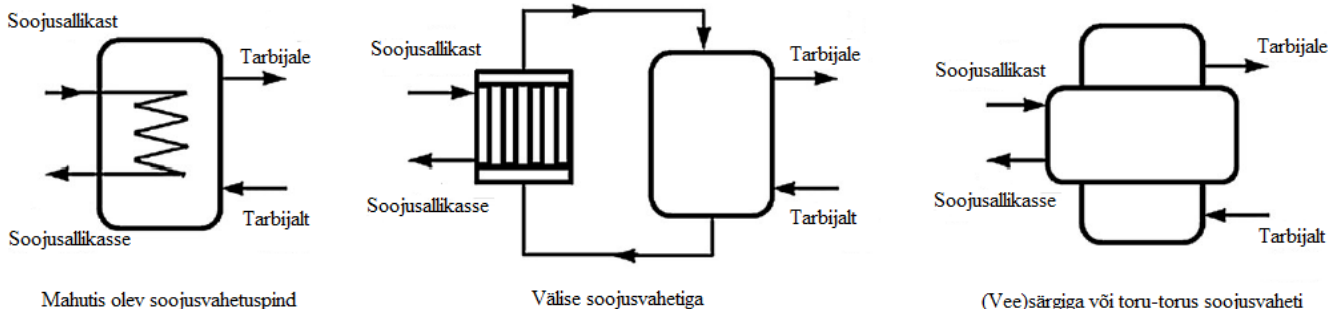 Soojusallikast
Tarbijale
Tarbijalt
Soojusallikasse
Mahutis olev soojusvahetuspind
Soojusallikast
Tarbijale
Soojusallikasse
Tarbijalt
Välise soojusvahetiga
Soojusallikast
Tarbijale
Soojusallikasse
Tarbijalt
(Vee)särgiga või toru-torus soojusvaheti